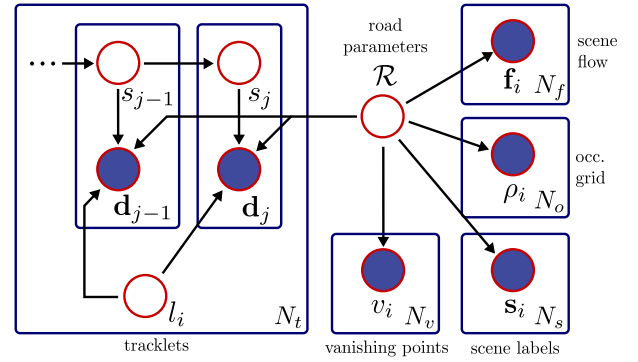 road
parameters
R
scene
flow
f_i
N_f
...
s_{j-1}
s_j
occ.
grid
ρ_i
N_o
d_{j-1}
d_j
l_i
N_t
v_i
N_v
s_i
N_s
tracklets
vanishing points
scene labels